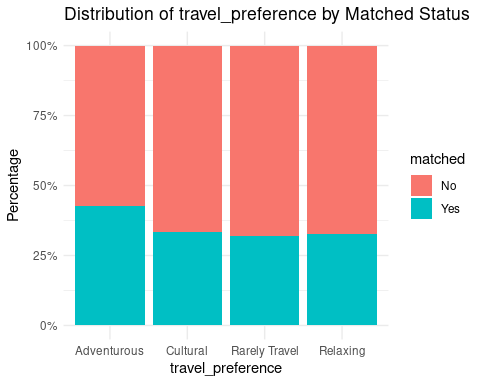 Distribution of travel_preference by Matched Status
100%
75%
50%
25%
0%
Percentage
Adventurous Cultural Rarely Travel Relaxing
travel_preference
matched
No
Yes